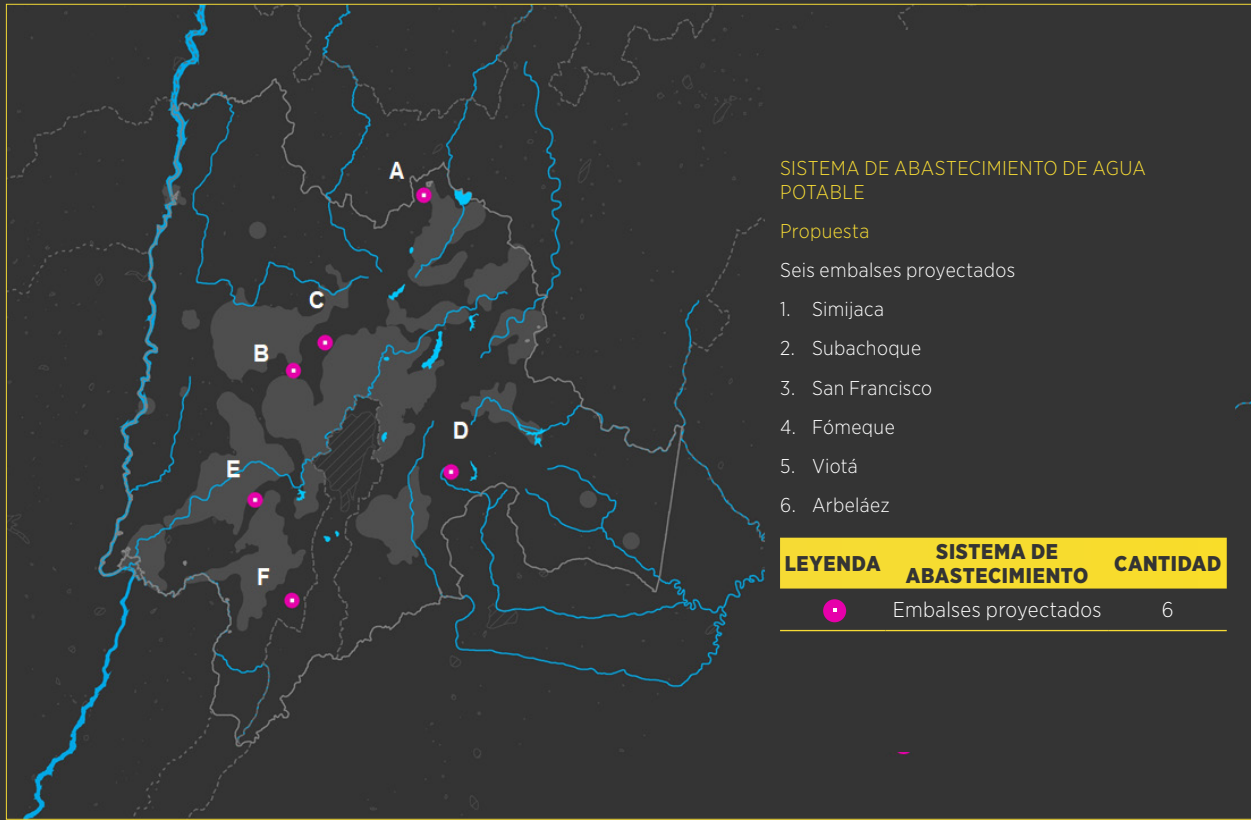 A
C
B
D
E
F
SISTEMA DE ABASTECIMIENTO DE AGUA
POTABLE
Propuesta
Seis embalses proyectados
1. Simijaca
2. Subachoque
3. San Francisco
4. Fómeque
5. Viotá
6. Arbeláez
LEYENDA SISTEMA DE ABASTECIMIENTO CANTIDAD
Embalses proyectados 6